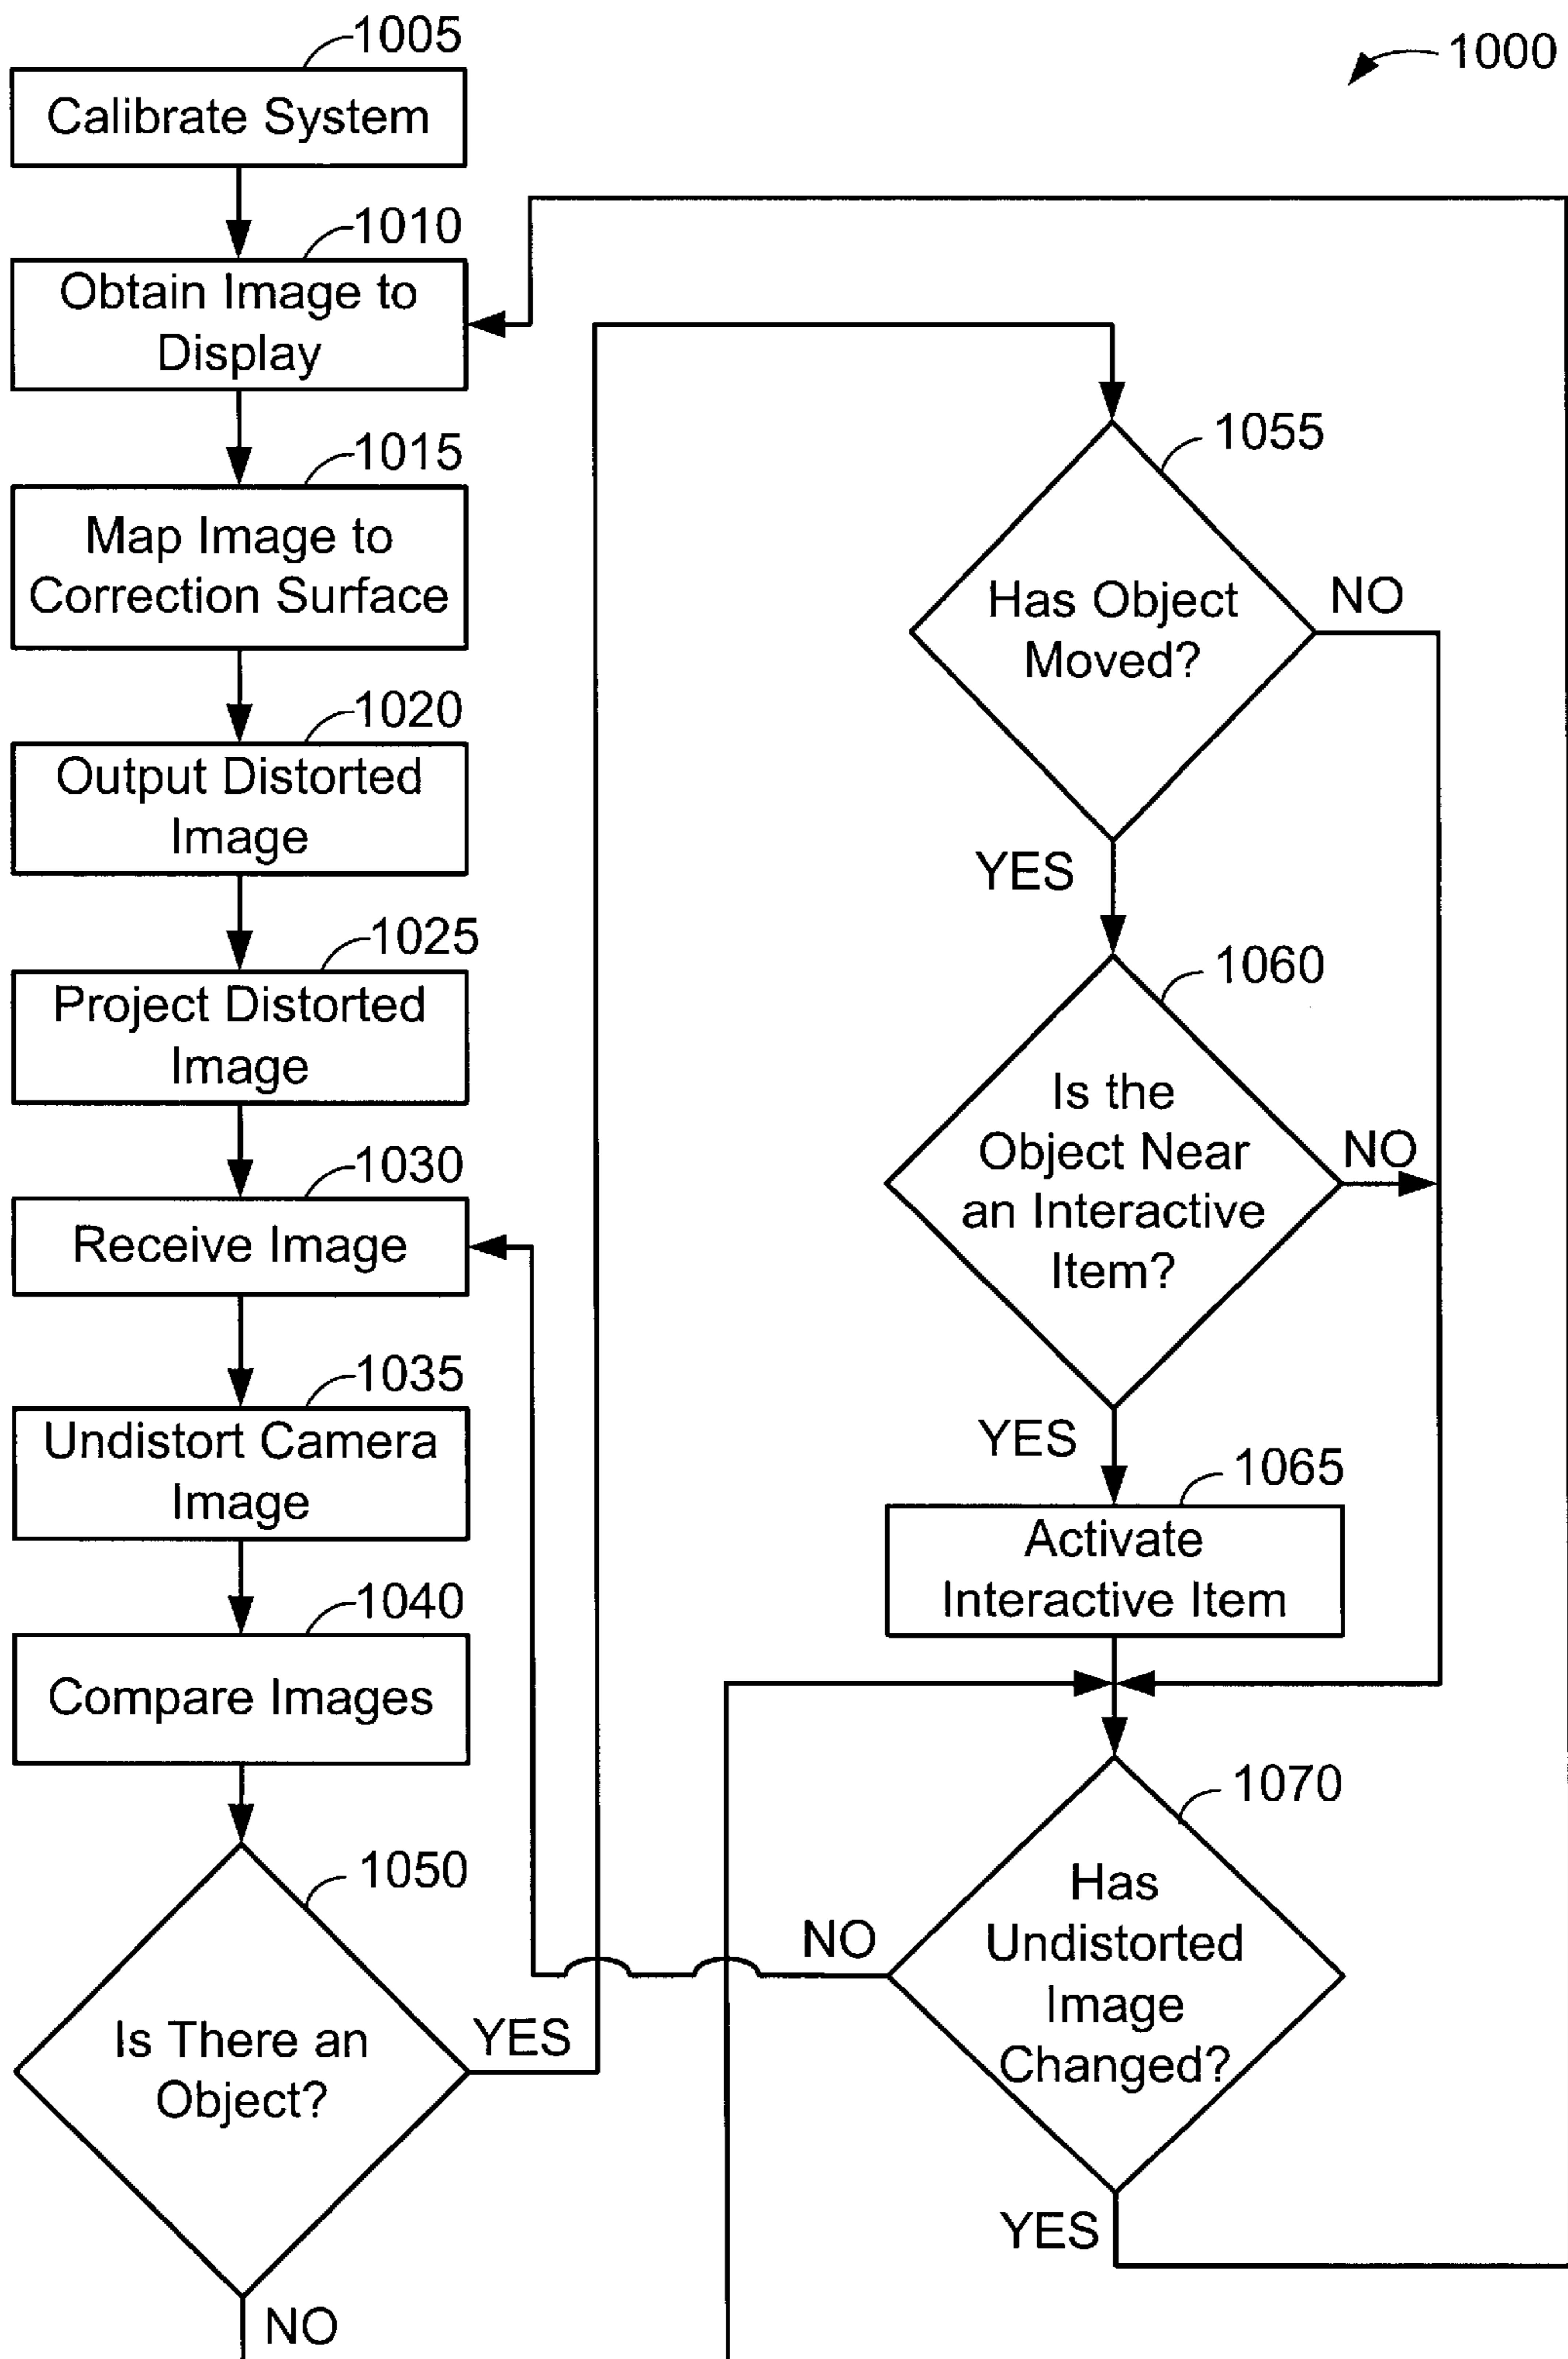 1000
1005
Calibrate System
1010
Obtain Image to
Display
1015
Map Image to
Correction Surface
1020
Output Distorted
Image
1025
Project Distorted
Image
1030
Receive Image
1035
Undistort Camera
Image
1040
Compare Images
1050
Is There an
Object?
YES
NO
1055
Has Object
Moved?
NO
YES
1060
Is the
Object Near
an Interactive
Item?
NO
YES
1065
Activate
Interactive Item
1070
Has
Undistorted
Image
Changed?
NO
YES